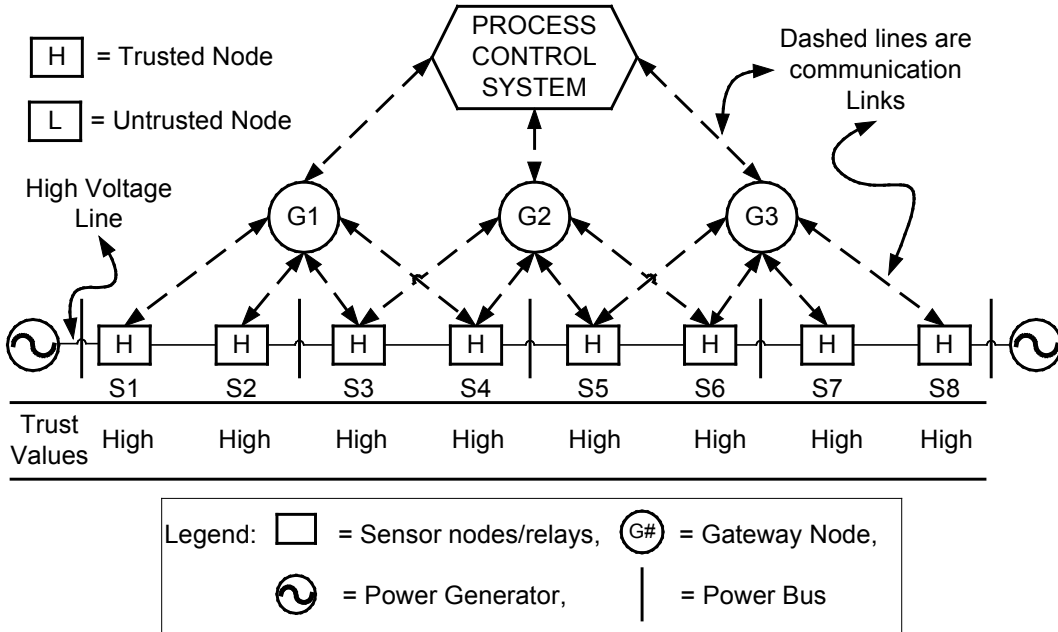 PROCESS
CONTROL
SYSTEM
H = Trusted Node
L = Untrusted Node
Dashed lines are
communication
Links
High Voltage
Line
G1 G2 G3
H H H H H H H H
S1 S2 S3 S4 S5 S6 S7 S8
Trust
Values
High High High High High High High High
Legend: = Sensor nodes/relays, G# = Gateway Node,
= Power Generator, = Power Bus